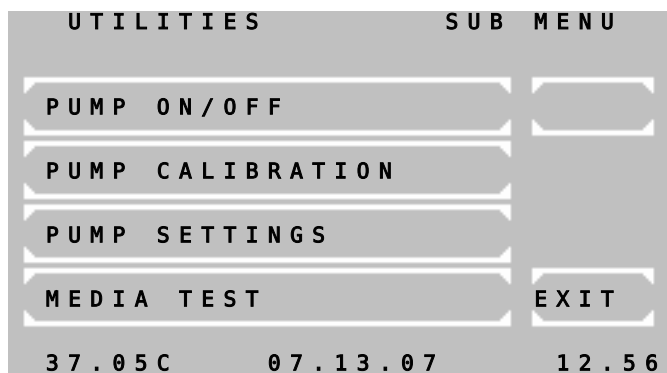 UTILITIES SUB MENU
PUMP ON/OFF
PUMP CALIBRATION
PUMP SETTINGS
MEDIA TEST EXIT
37.05C 07.13.07 12.56